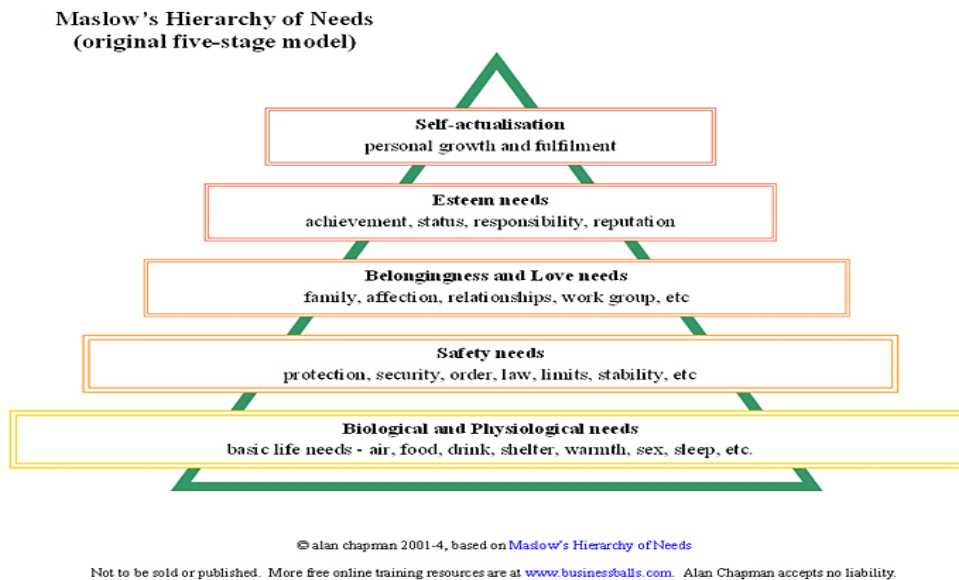 Maslow's Hierarchy of Needs
(original five-stage model)
Self-actualisation
personal growth and fulfilment
Esteem needs
achievement, status, responsibility, reputation
Belongingness and Love needs
family, affection, relationships, work group, etc
Safety needs
protection, security, order, law, limits, stability, etc
Biological and Physiological needs
basic life needs - air, food, drink, shelter, warmth, sex, sleep, etc.
© alan chapman 2001-4, based on Maslow's Hierarchy of Needs
Not to be sold or published. More free online training resources are at www.businessballs.com. Alan Chapman accepts no liability.